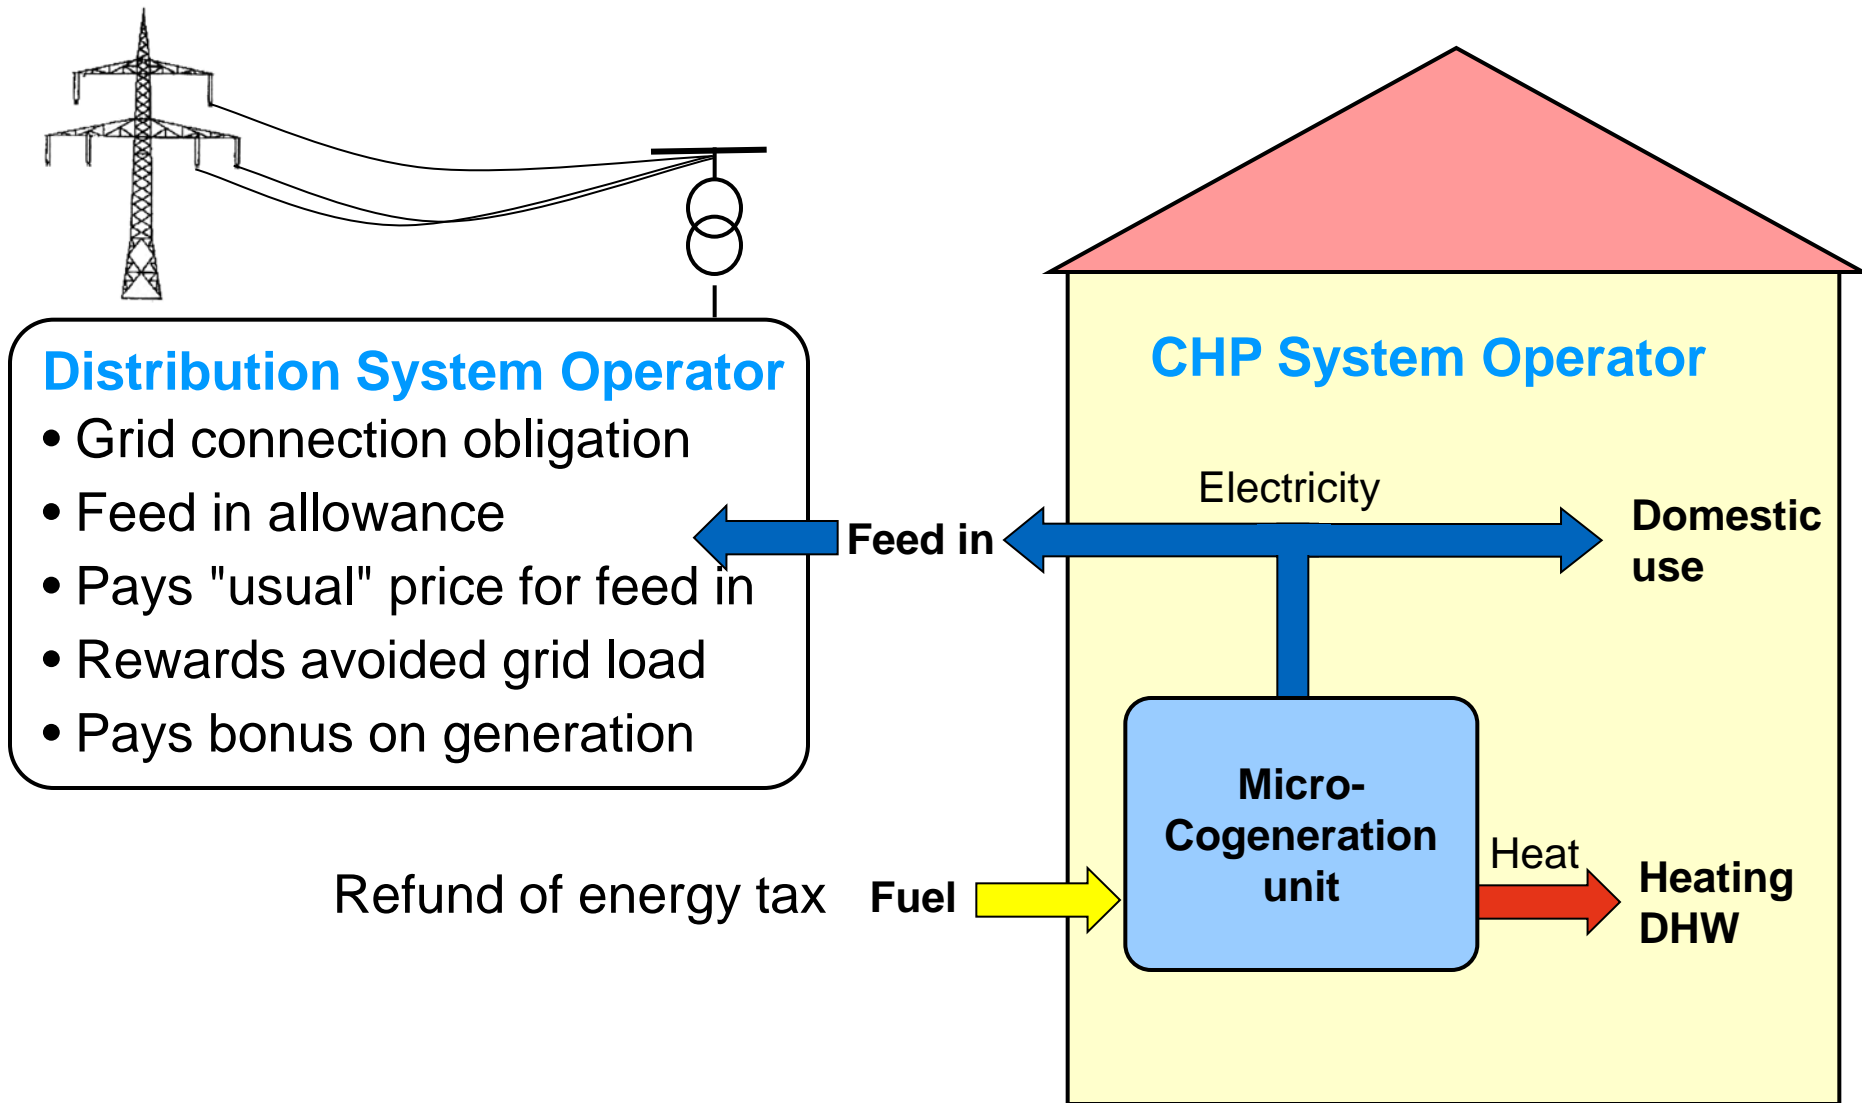 Distribution System Operator
• Grid connection obligation
• Feed in allowance
• Pays "usual" price for feed in
• Rewards avoided grid load
• Pays bonus on generation
CHP System Operator
Electricity
Feed in
Domestic
use
Micro-
Cogeneration
unit
Refund of energy tax
Fuel
Heat
Heating
DHW